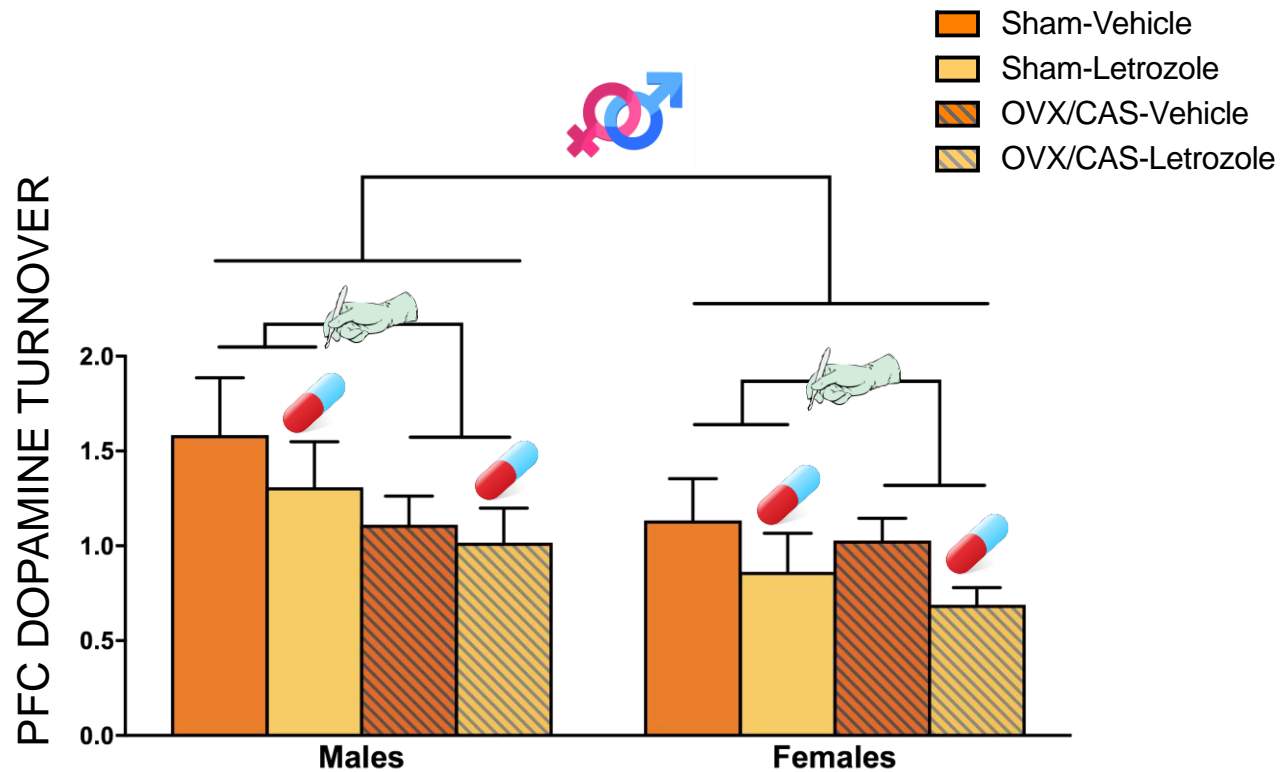 Sham-Vehicle
Sham-Letrozole
OVX/CAS-Vehicle
OVX/CAS-Letrozole
PFC DOPAMINE TURNOVER
2.0
1.5
1.0
0.5
0.0
Males
Females